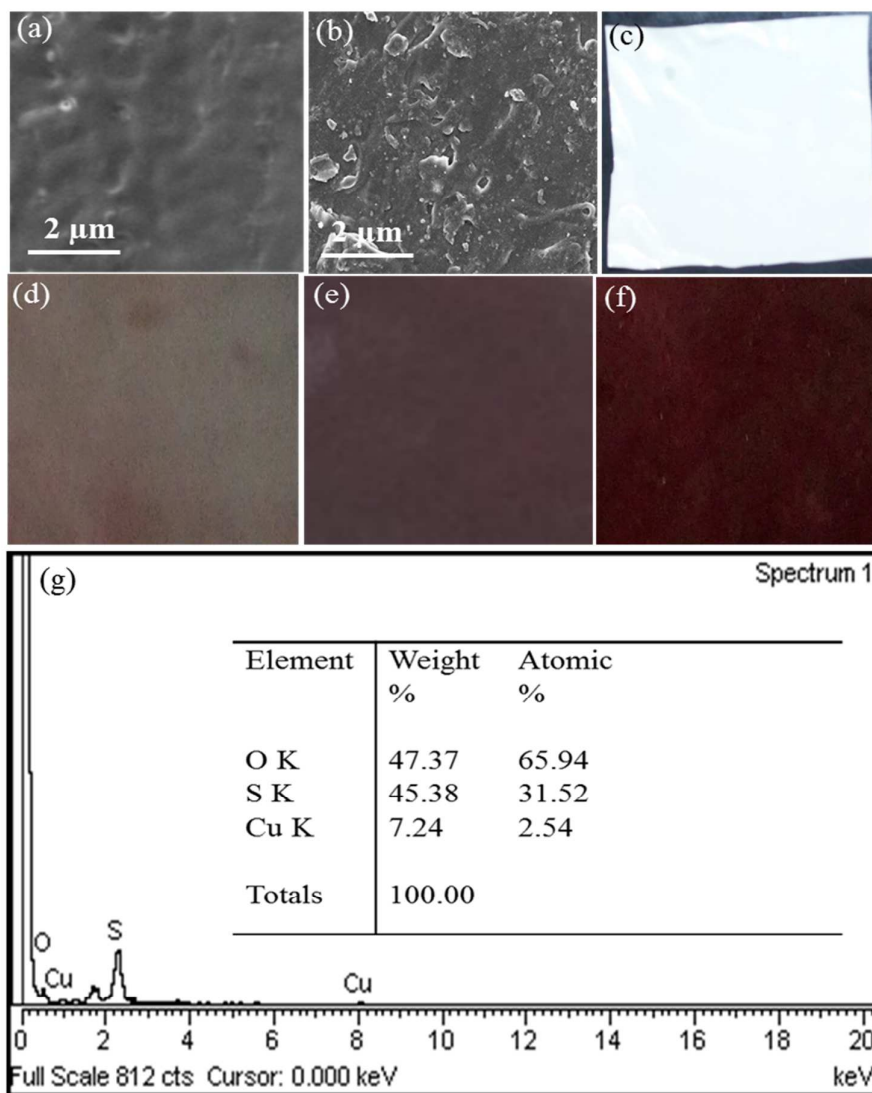 (a)
(b)
(c)
2 µm
2 µm
(d)
(e)
(f)
(g)
Spectrum 1
Element Weight Atomic
% %
O K 47.37 65.94
S K 45.38 31.52
Cu K 7.24 2.54
Totals 100.00
O
Cu
S
Cu
0 2 4 6 8 10 12 14 16 18 20
Full Scale 812 cts Cursor: 0.000 keV keV